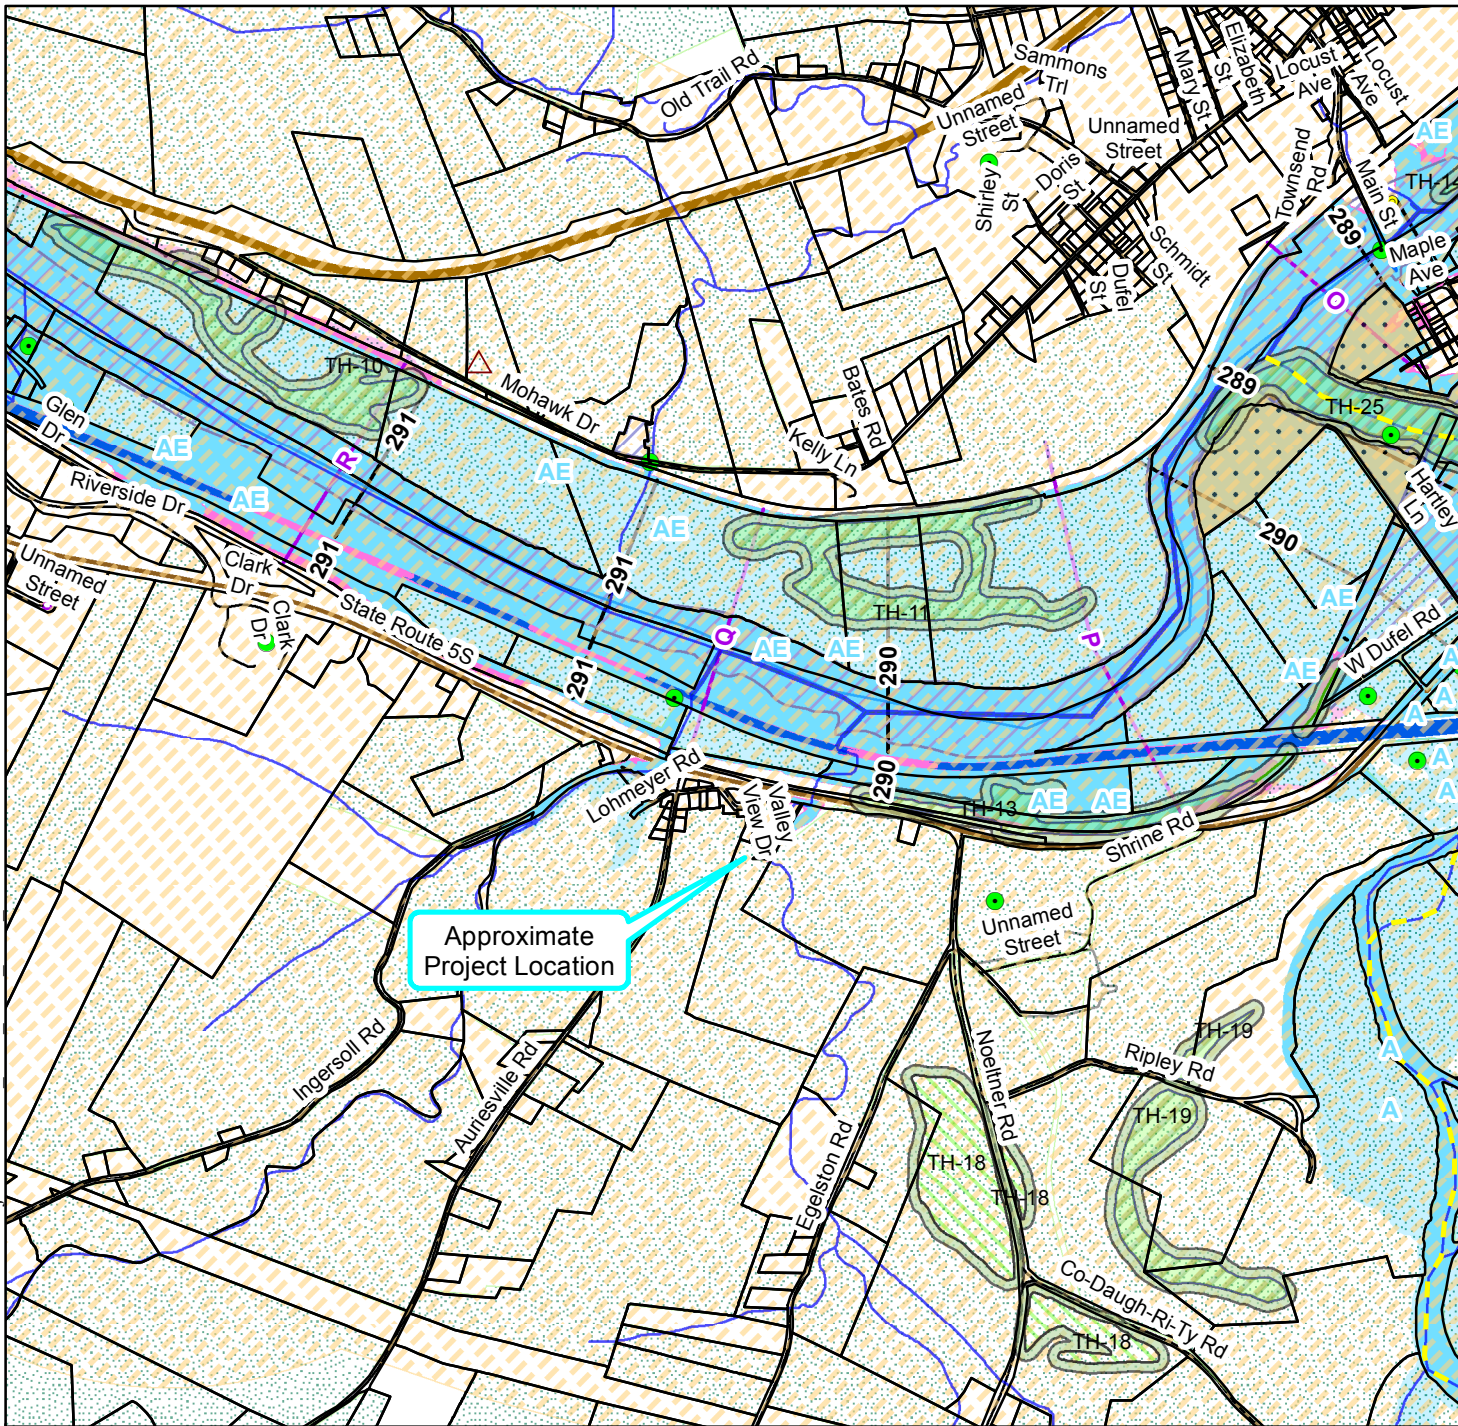 Old Trail Rd
Sammons
Trl
Unnamed
Street
Shirley
St
Doris
St
Unnamed
Street
Mary St
Elizabeth
St
Locust
Ave
Locust
Ave
Townsend
Rd
Main St
AE
TH-14
289
Maple
Ave
Schmidt
St
Dufel
St
O
TH-10
Mohawk Dr
291
R
Glen
Dr
AE
AE
AE
AE
Riverside Dr
Kelly Ln
Bates Rd
289
TH-25
Hartley
Ln
290
AE
W Dufel Rd
Unnamed
Street
Clark
Dr
Clark
Dr
291
State Route 5S
291
291
Q
AE
AE
TH-11
290
P
AE
A
A
A
A
A
Lohmeyer Rd
Valley
View Dr
290
TH-13
AE
AE
Shrine Rd
Approximate
Project Location
Unnamed
Street
Ingersoll Rd
Auriesville Rd
Egelston Rd
Noeltner Rd
Ripley Rd
TH-19
TH-19
A
A
TH-18
TH-18
Co-Daugh-Ri-Ty Rd
TH-18